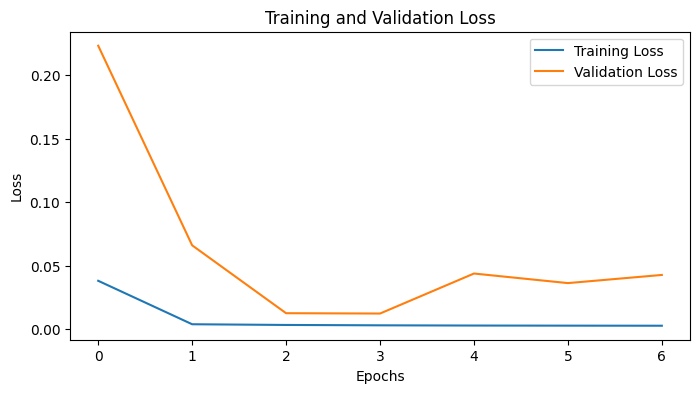 Training and Validation Loss
Training Loss
Validation Loss
Loss
0.20
0.15
0.10
0.05
0.00
0 1 2 3 4 5 6
Epochs